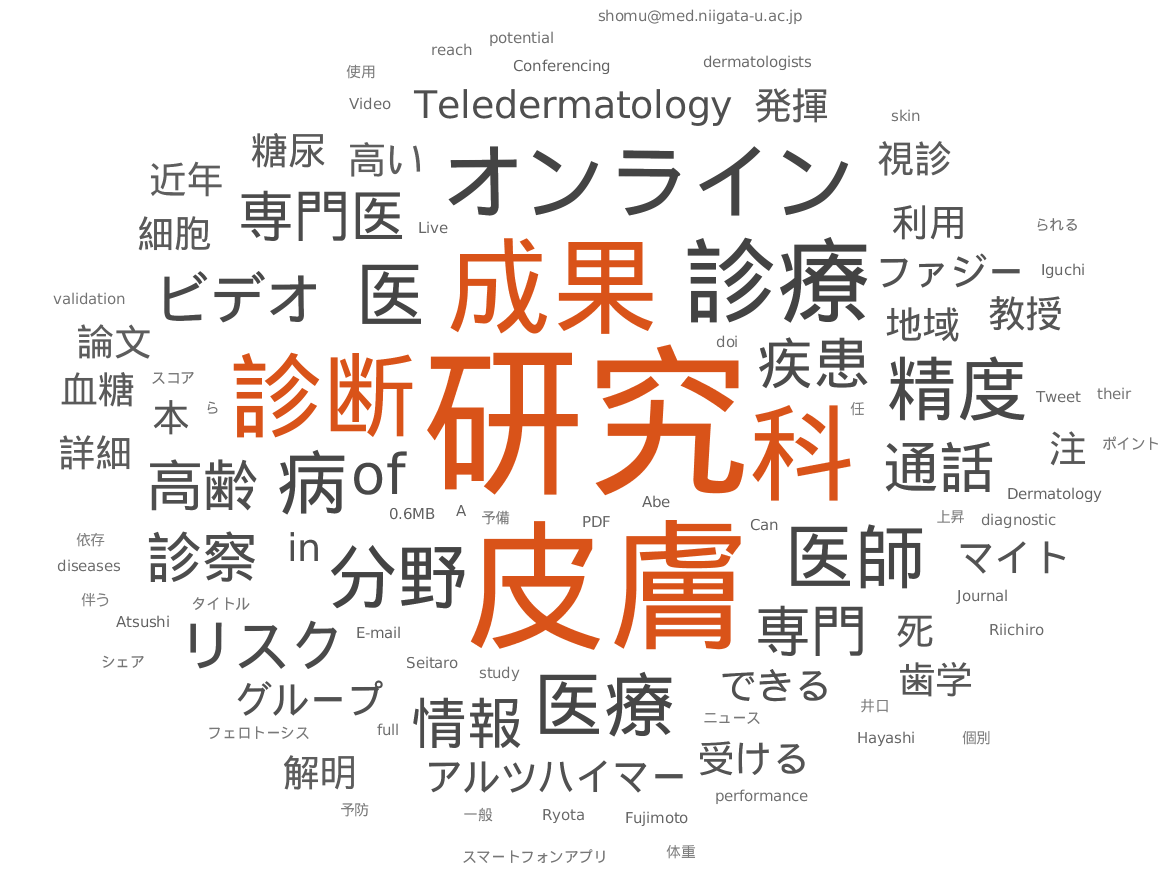 shomu@med.niigata-u.ac.jp
potential
reach
Conferencing
dermatologists
使用
Video
Teledermatology
発揮
skin
糖尿
高い
オンライン
視診
近年
専門医
細胞
Live
利用
られる
ビデオ
医
成果
診療
ファジー
Iguchi
validation
論文
地域
教授
doi
疾患
血糖
スコア
本
ら
診断
研究
科
任
精度
Tweet
their
詳細
高齢
病
of
通話
注
ポイント
Dermatology
0.6MB
A
予備
PDF
Abe
Can
上昇
diagnostic
依存
diseases
診察
in
分野
皮膚
医師
マイト
伴う
タイトル
Journal
Atsushi
リスク
E-mail
専門
死
Riichiro
シェア
Seitaro
study
歯学
グループ
情報
医療
できる
井口
フェロトーシス
full
ニュース
Hayashi
個別
解明
アルツハイマー
受ける
performance
予防
一般
Ryota
Fujimoto
スマートフォンアプリ
体重